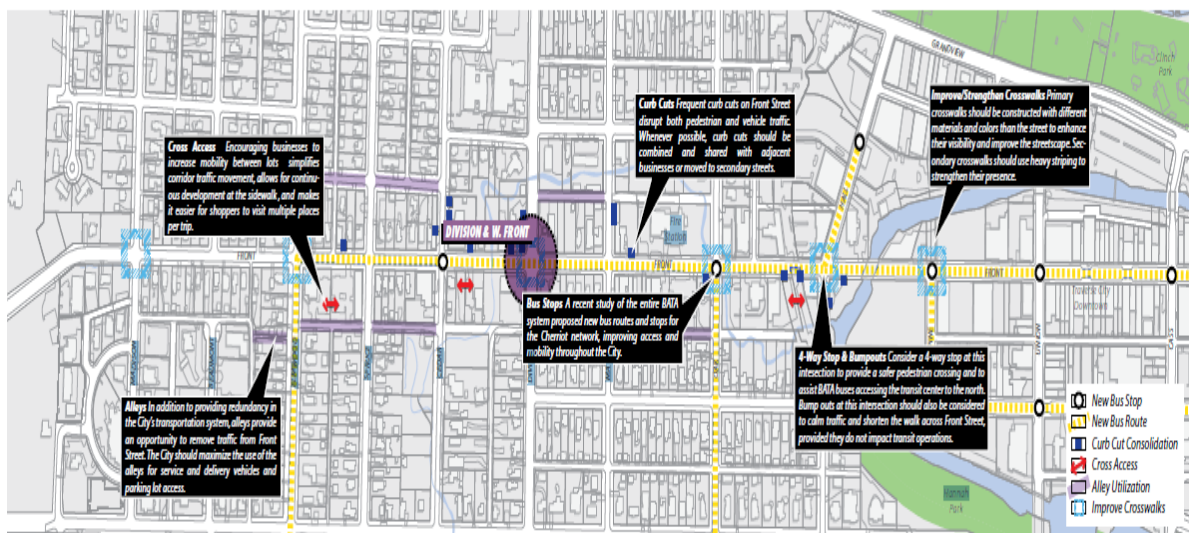 GRANDVIEW
Clinch
Park
Curb Cuts Frequent curb cuts on Front Street
disrupt both pedestrian and vehicle traffic.
Whenever possible, curb cuts should be
combined and shared with adjacent
businesses or moved to secondary streets.
Improve/Strengthen Crosswalks Primary
crosswalks should be constructed with different
materials and colors than the street to enhance
their visibility and improve the streetscape. Sec-
ondary crosswalks should use heavy striping to
strengthen their presence.
Cross Access Encouraging businesses to
increase mobility between lots simplifies
corridor traffic movement, allows for continu-
ous development at the sidewalk, and makes
it easier for shoppers to visit multiple places
per trip.
DIVISION & W. FRONT
Fire
Station
FRONT
FRONT
FRONT
Traverse City
Downtown
Bus Stops A recent study of the entire BATA
system proposed new bus routes and stops for
the Cherriot network, improving access and
mobility throughout the City.
4-Way Stop & Bumpouts Consider a 4-way stop at this
intersection to provide a safer pedestrian crossing and to
assist BATA buses accessing the transit center to the north.
Bump outs at this intersection should also be considered
to calm traffic and shorten the walk across Front Street,
provided they do not impact transit operations.
MADISON
UNION
CASS
Alleys In addition to providing redundancy in
the City's transportation system, alleys provide
an opportunity to remove traffic from Front
Street. The City should maximize the use of the
alleys for service and delivery vehicles and
parking lot access.
Hannah
Park
New Bus Stop
New Bus Route
Curb Cut Consolidation
Cross Access
Alley Utilization
Improve Crosswalks